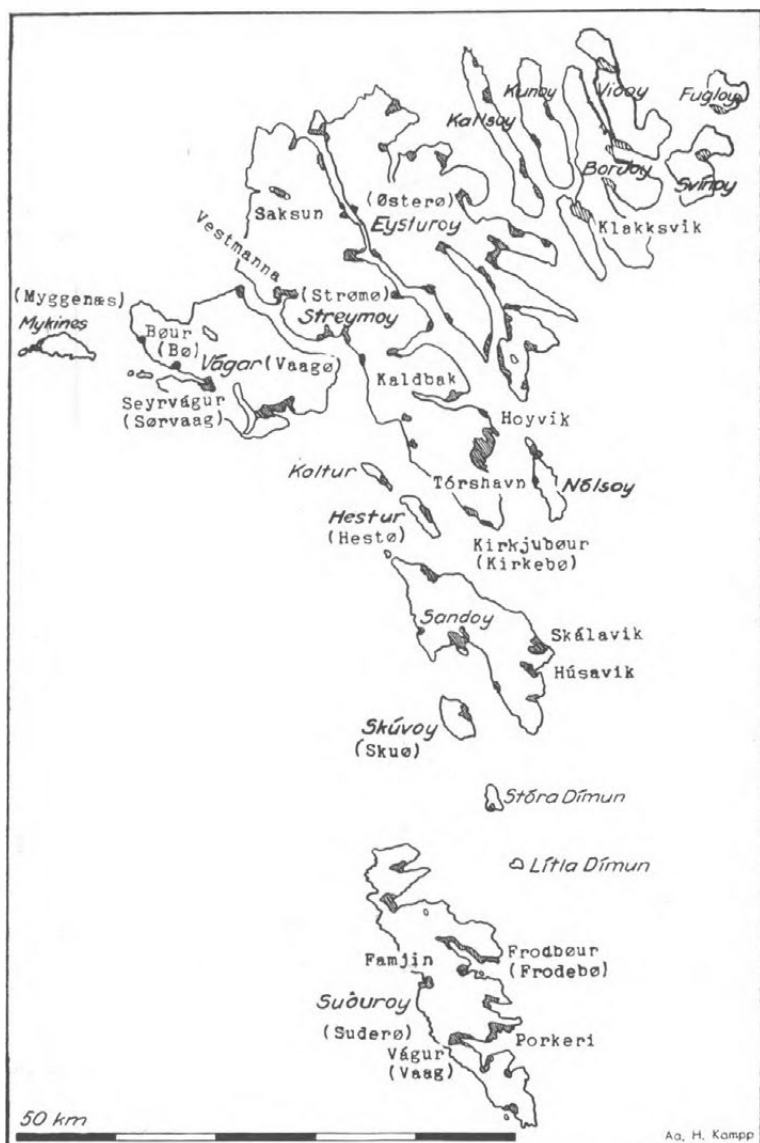 Kallsoy
Kunoy
Viðoy
Fugloy
Borðoy
Svínoy
(Østerø)
Eysturoy
Klakksvik
Saksun
Vestmanna
(Strømø)
Streymoy
(Myggenæs)
Mykines
Bøur
(Bø)
Vágar (Vaagø)
Kaldbak
Seyrvágur
(Sørvaag)
Hoyvik
Koltur
Tórshavn
Nólsoy
Hestur
(Hestø)
Kirkjubøur
(Kirkebø)
Sandoy
Skálavik
Húsavik
Skúvoy
(Skuø)
Stóra Dímun
Lítla Dímun
Famjin
Frodbøur
(Frodebø)
Suðuroy
(Suderø)
Porkeri
Vágur
(Vaag)
50 km
Aa. H. Kampp